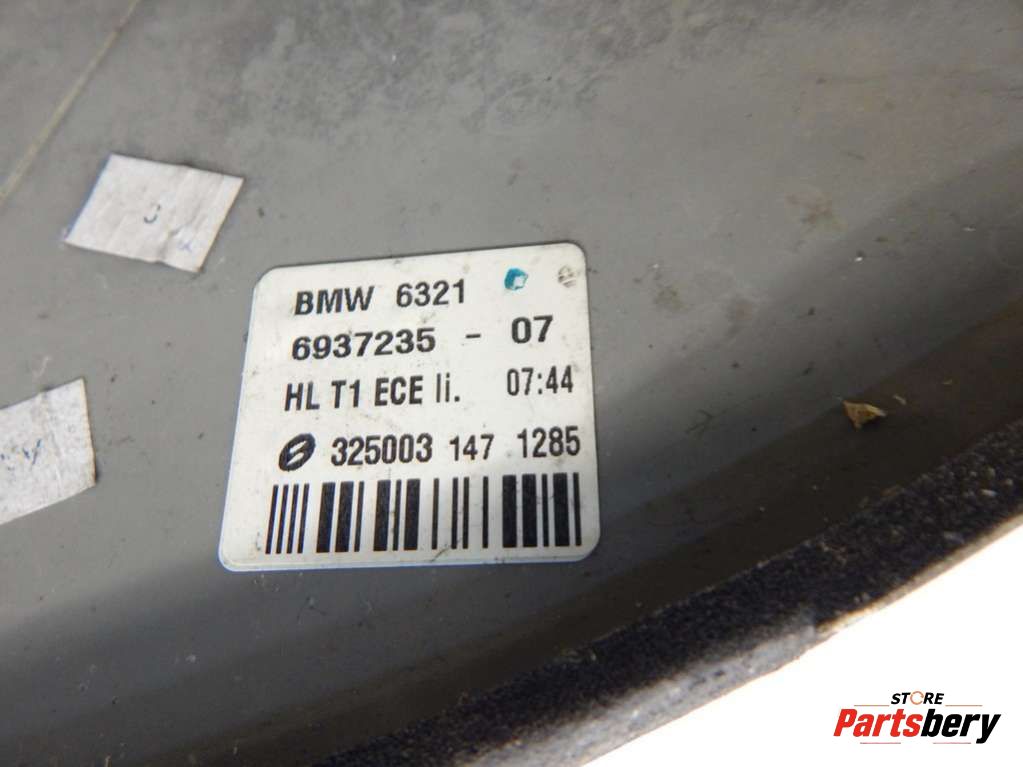 BMW 6321
6937235 - 07
HL T1 ECE li. 07:44
325003 147 1285
STORE
Partsbery